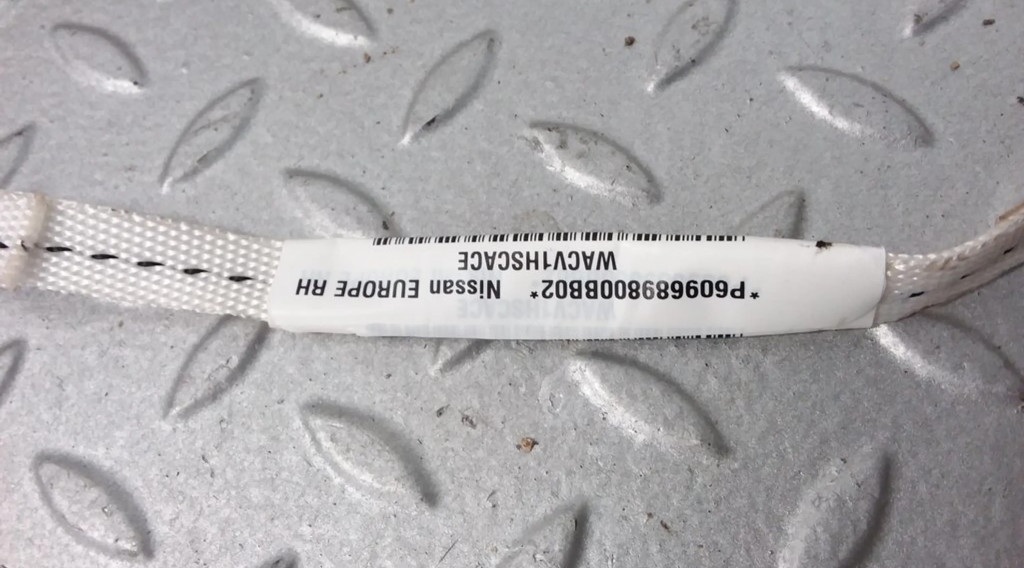 *P609689800BB02* Nissan EUROPE RH
WACV1HSCACE